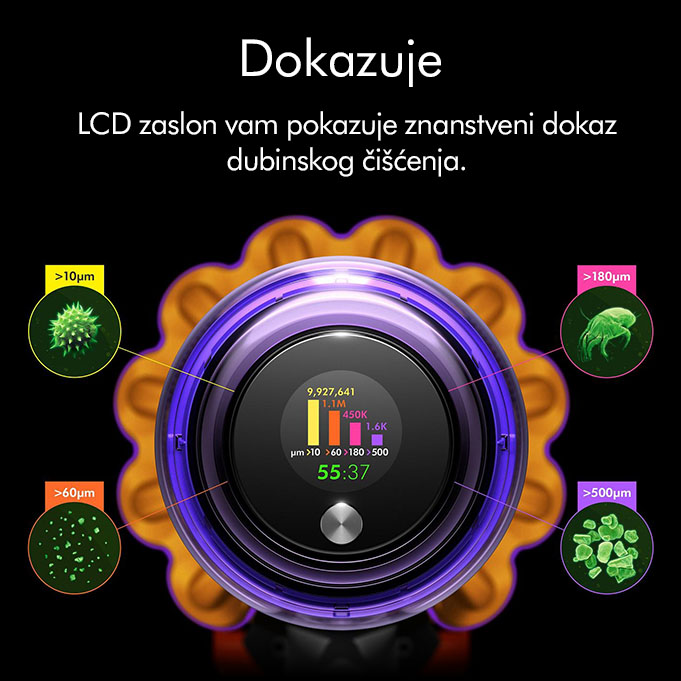 Dokazuje
LCD zaslon vam pokazuje znanstveni dokaz
dubinskog čišćenja.
>10µm
>180µm
9,927,641
1.1M
450K
1.6K
µm >10 >60 >180 >500
55:37
>60µm
>500µm